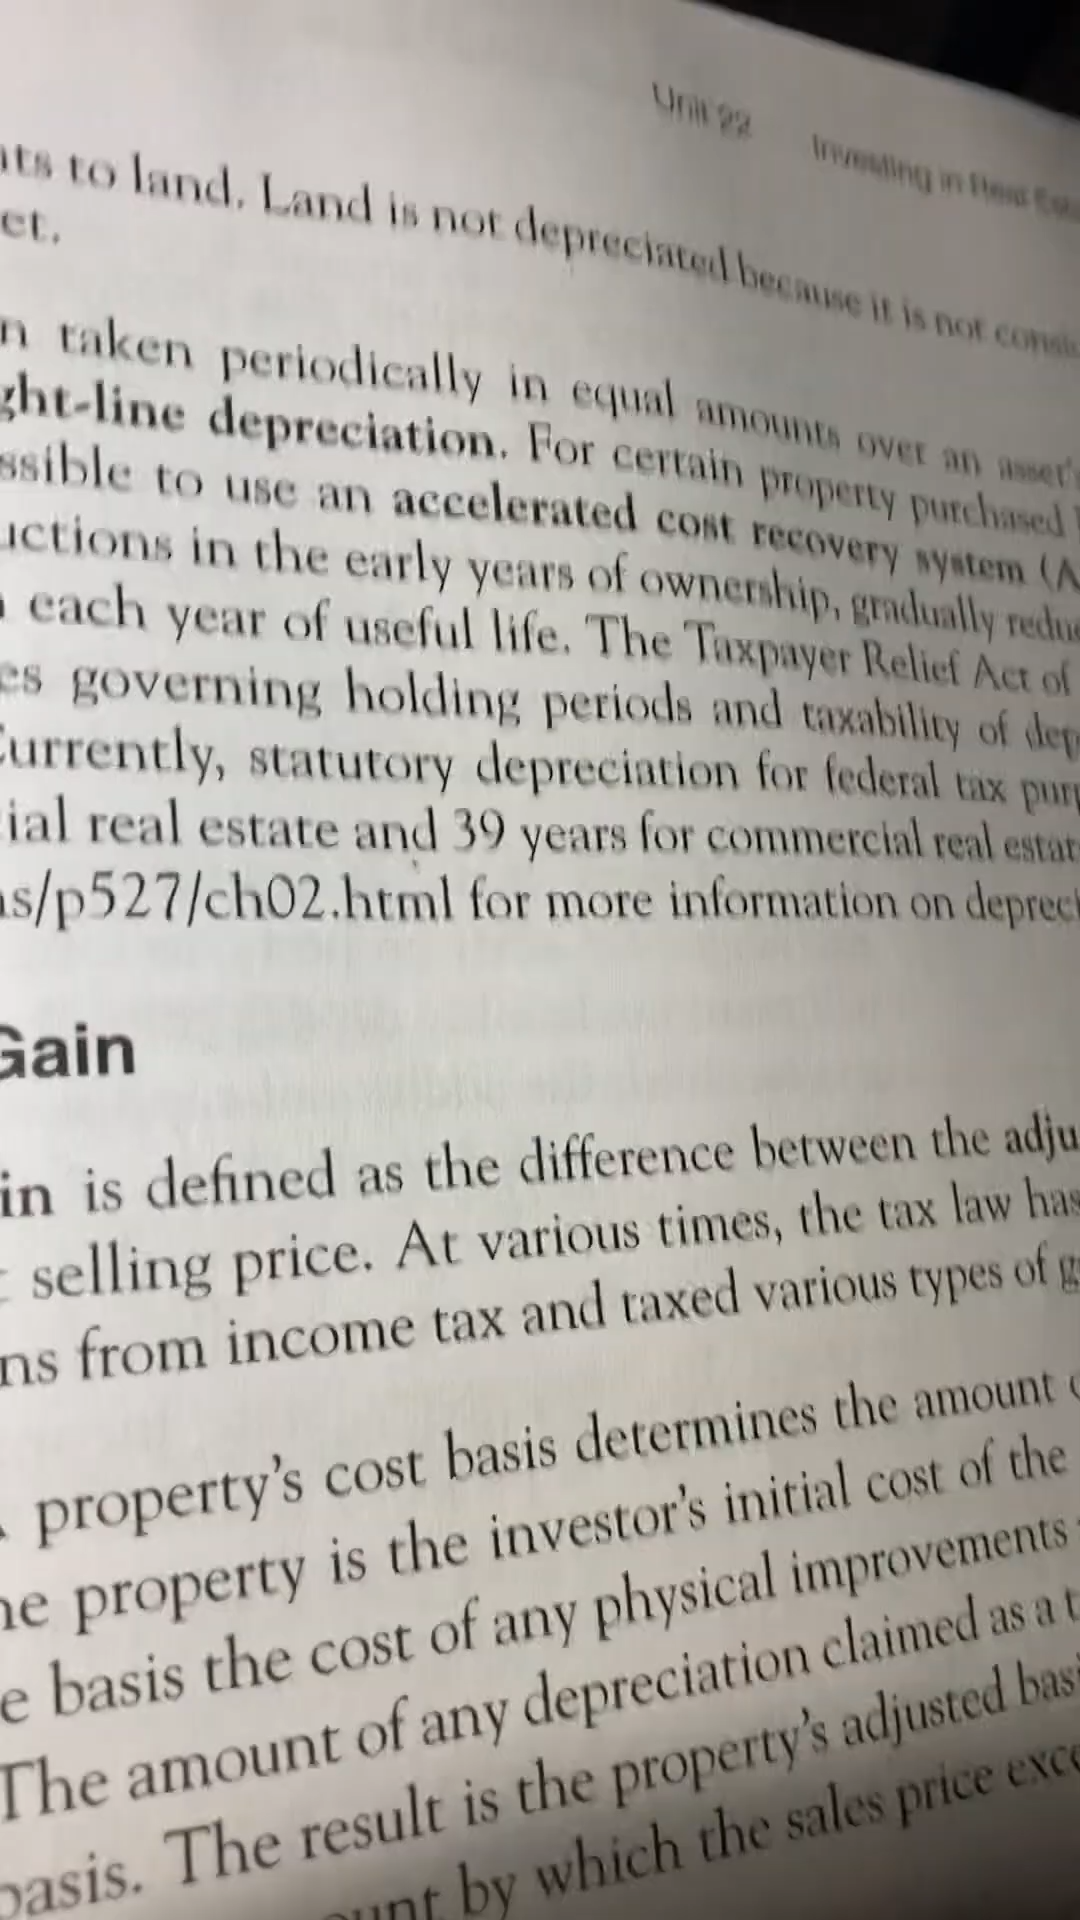 Unit 22 Investing in Real Esta
nts to land. Land is not depreciated because it is not consid
et.
n taken periodically in equal amounts over an asset's
ght-line depreciation. For certain property purchased
ssible to use an accelerated cost recovery system (A
uctions in the early years of ownership, gradually redu
each year of useful life. The Taxpayer Relief Act of
es governing holding periods and taxability of dep
Currently, statutory depreciation for federal tax purp
ial real estate and 39 years for commercial real estat
ns/p527/ch02.html for more information on depreci
Gain
in is defined as the difference between the adju
selling price. At various times, the tax law has
ns from income tax and taxed various types of g
property's cost basis determines the amount
he property is the investor's initial cost of the
e basis the cost of any physical improvements
The amount of any depreciation claimed as a t
basis. The result is the property's adjusted basi
ount by which the sales price exce